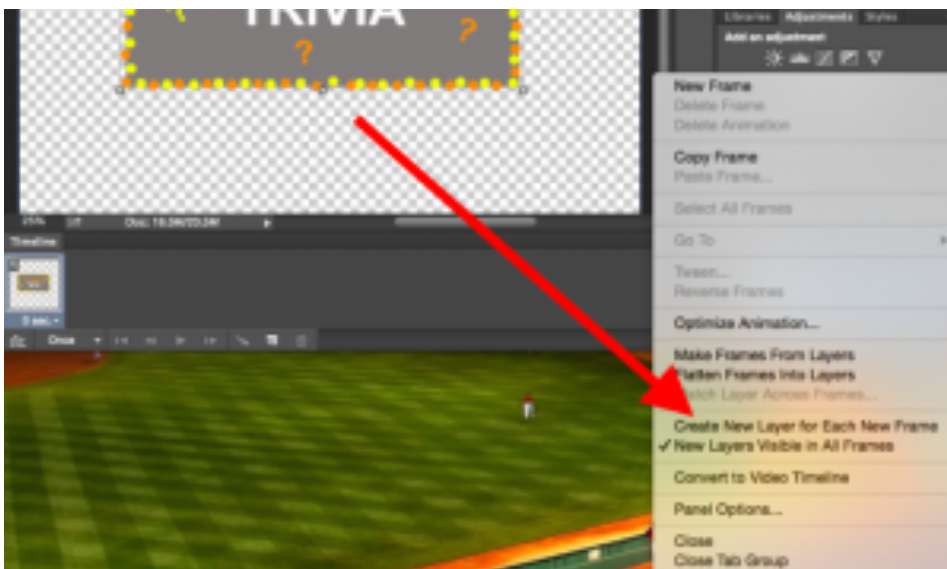 TRIVIA
?
?
Libraries Adjustments Styles
Add an adjustment
New Frame
Delete Frame
Delete Animation
Copy Frame
Paste Frame...
Select All Frames
Go To
Tween...
Reverse Frames
Optimize Animation...
Make Frames From Layers
Flatten Frames Into Layers
Match Layer Across Frames...
Create New Layer for Each New Frame
✓ New Layers Visible in All Frames
Convert to Video Timeline
Panel Options...
Close
Close Tab Group
25%
Timeline
0 sec.
Once